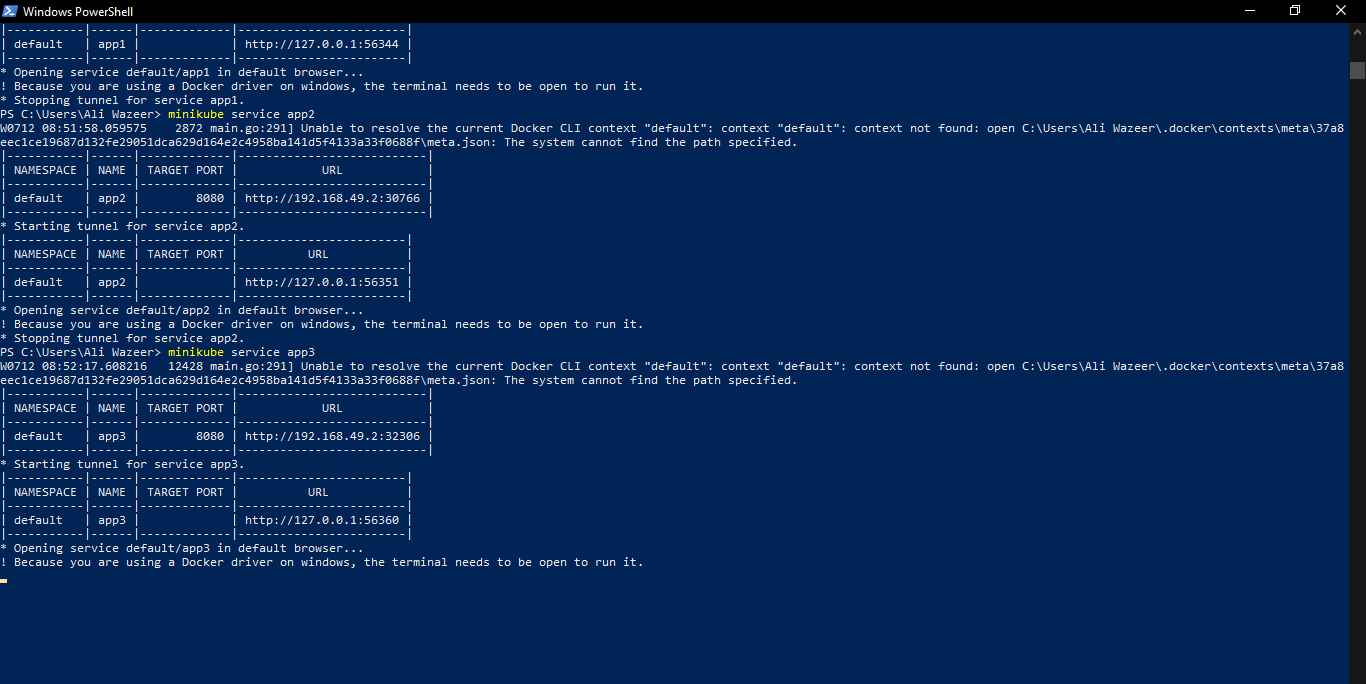 Windows PowerShell
|-----------|------|-------------|------------------------|
| default   | app1 |             | http://127.0.0.1:56344 |
|-----------|------|-------------|------------------------|
* Opening service default/app1 in default browser...
! Because you are using a Docker driver on windows, the terminal needs to be open to run it.
* Stopping tunnel for service app1.
PS C:\Users\Ali Wazeer> minikube service app2
W0712 08:51:58.059575    2872 main.go:291] Unable to resolve the current Docker CLI context "default": context "default": context not found: open C:\Users\Ali Wazeer\.docker\contexts\meta\37a8
eec1ce19687d132fe29051dca629d164e2c4958ba141d5f4133a33f0688f\meta.json: The system cannot find the path specified.
|-----------|------|-------------|---------------------------|
| NAMESPACE | NAME | TARGET PORT |            URL            |
|-----------|------|-------------|---------------------------|
| default   | app2 |        8080 | http://192.168.49.2:30766 |
|-----------|------|-------------|---------------------------|
* Starting tunnel for service app2.
|-----------|------|-------------|------------------------|
| NAMESPACE | NAME | TARGET PORT |          URL           |
|-----------|------|-------------|------------------------|
| default   | app2 |             | http://127.0.0.1:56351 |
|-----------|------|-------------|------------------------|
* Opening service default/app2 in default browser...
! Because you are using a Docker driver on windows, the terminal needs to be open to run it.
* Stopping tunnel for service app2.
PS C:\Users\Ali Wazeer> minikube service app3
W0712 08:52:17.608216   12428 main.go:291] Unable to resolve the current Docker CLI context "default": context "default": context not found: open C:\Users\Ali Wazeer\.docker\contexts\meta\37a8
eec1ce19687d132fe29051dca629d164e2c4958ba141d5f4133a33f0688f\meta.json: The system cannot find the path specified.
|-----------|------|-------------|---------------------------|
| NAMESPACE | NAME | TARGET PORT |            URL            |
|-----------|------|-------------|---------------------------|
| default   | app3 |        8080 | http://192.168.49.2:32306 |
|-----------|------|-------------|---------------------------|
* Starting tunnel for service app3.
|-----------|------|-------------|------------------------|
| NAMESPACE | NAME | TARGET PORT |          URL           |
|-----------|------|-------------|------------------------|
| default   | app3 |             | http://127.0.0.1:56360 |
|-----------|------|-------------|------------------------|
* Opening service default/app3 in default browser...
! Because you are using a Docker driver on windows, the terminal needs to be open to run it.